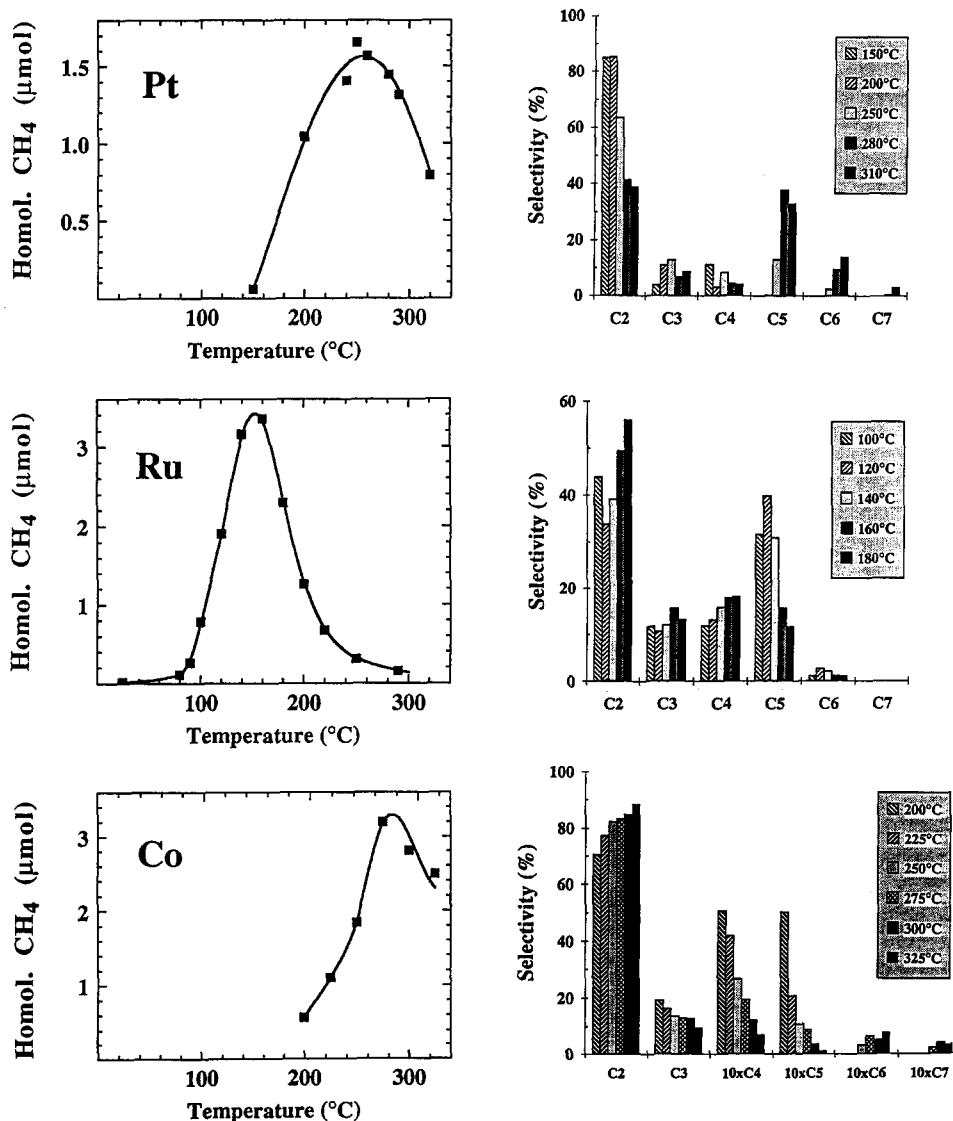 Homol. CH4 (μmol)
Pt
1.5
1.0
0.5
100
200
300
Temperature (°C)
Selectivity (%)
100
80
60
40
20
0
150°C
200°C
250°C
280°C
310°C
C2
C3
C4
C5
C6
C7
Homol. CH4 (μmol)
Ru
3
2
1
100
200
300
Temperature (°C)
Selectivity (%)
60
40
20
0
100°C
120°C
140°C
160°C
180°C
C2
C3
C4
C5
C6
C7
Homol. CH4 (μmol)
Co
3
2
1
100
200
300
Temperature (°C)
Selectivity (%)
100
80
60
40
20
0
200°C
225°C
250°C
275°C
300°C
325°C
C2
C3
10xC4
10xC5
10xC6
10xC7